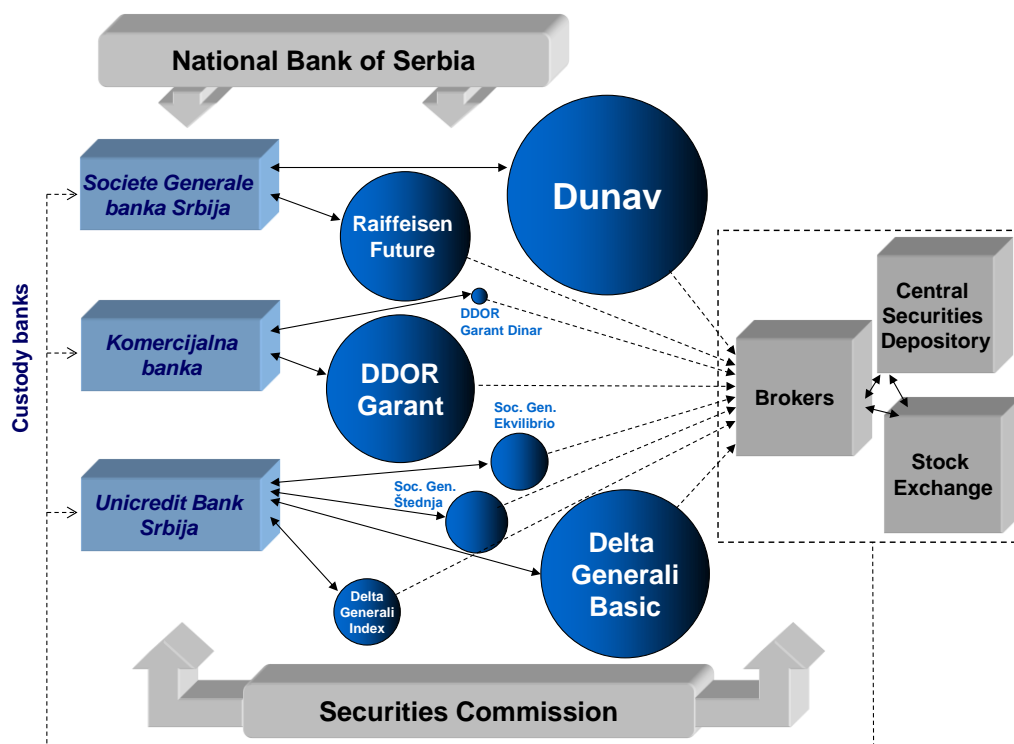 National Bank of Serbia
Custody banks
Societe Generale
banka Srbija
Dunav
Raiffeisen
Future
Komercijalna
banka
DDOR
Garant Dinar
DDOR
Garant
Soc. Gen.
Ekvilibrio
Unicredit Bank
Srbija
Soc. Gen.
Štednja
Delta
Generali
Index
Delta
Generali
Basic
Brokers
Central
Securities
Depository
Stock
Exchange
Securities Commission